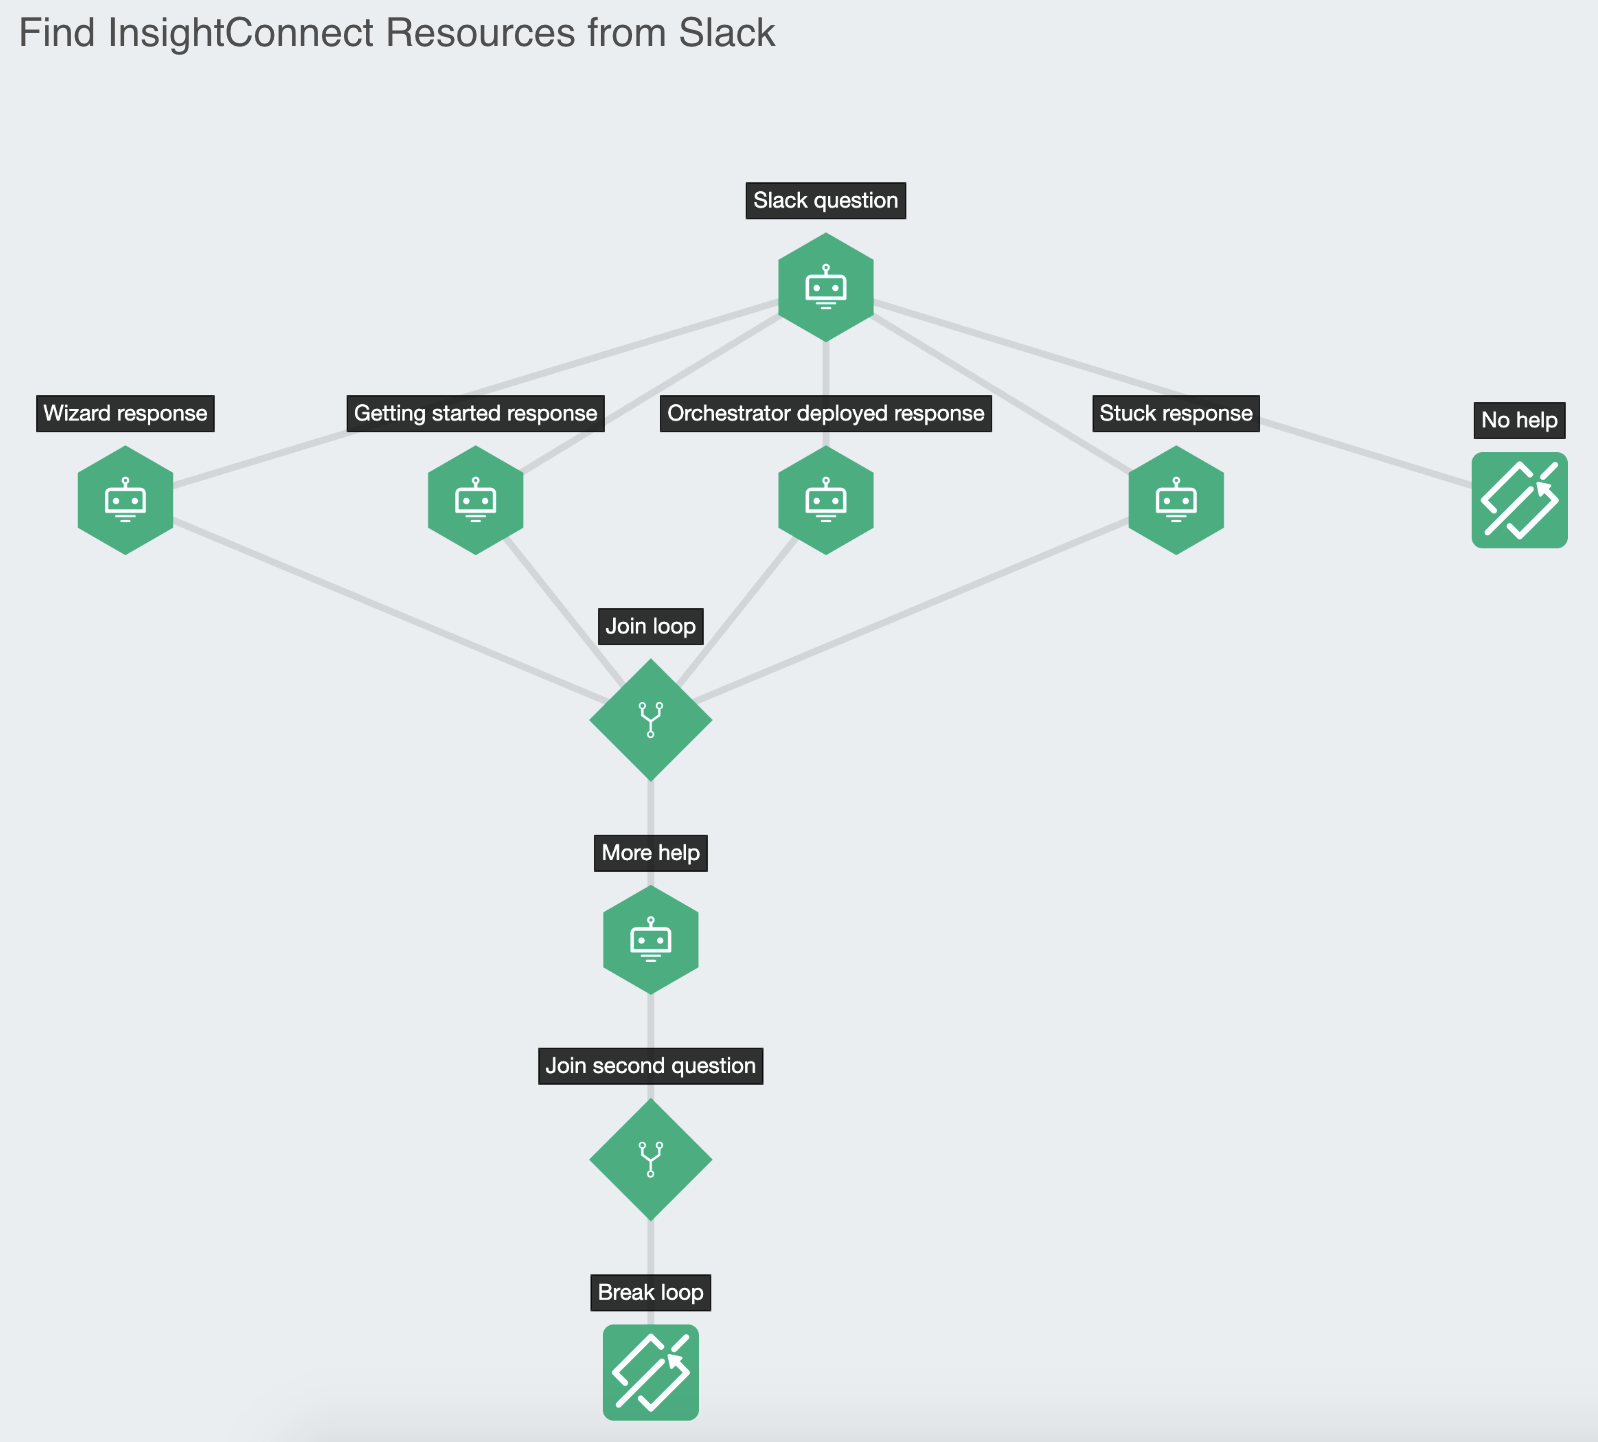 Find InsightConnect Resources from Slack
Slack question
Wizard response
Getting started response
Orchestrator deployed response
Stuck response
No help
Join loop
More help
Join second question
Break loop